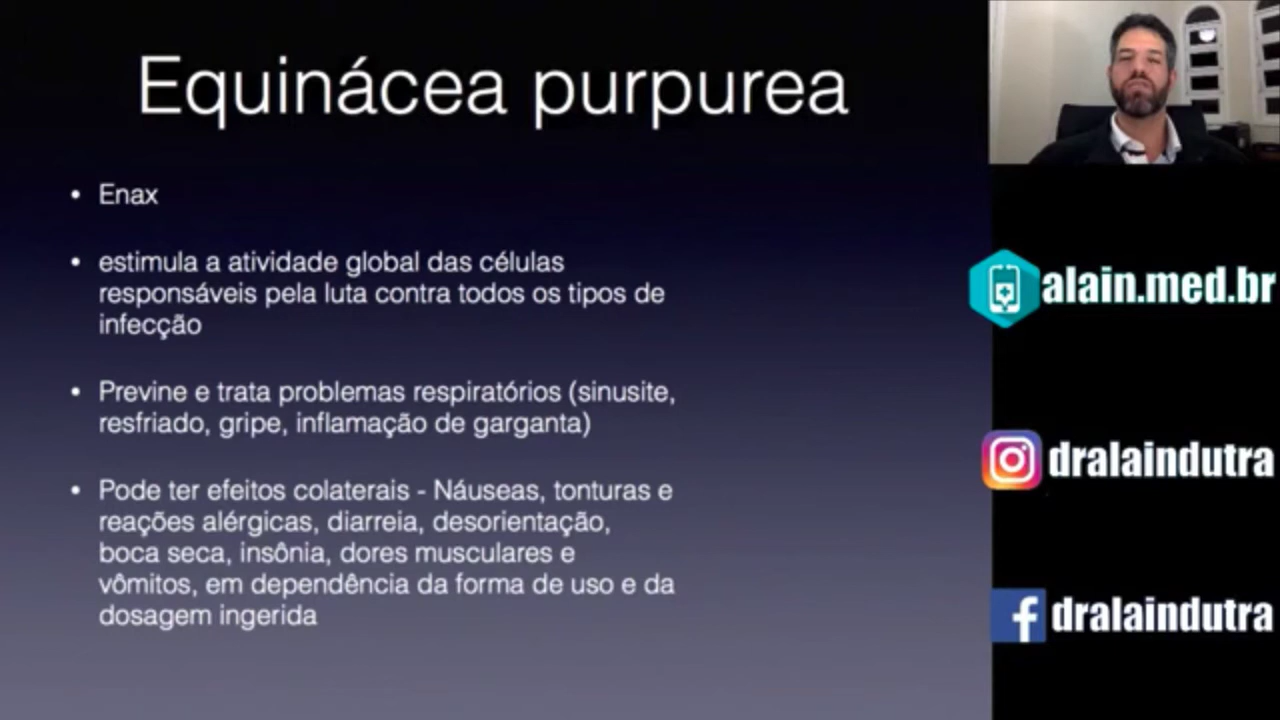 Equinácea purpurea
• Enax
• estimula a atividade global das células
responsáveis pela luta contra todos os tipos de
infecção
• Previne e trata problemas respiratórios (sinusite,
resfriado, gripe, inflamação de garganta)
• Pode ter efeitos colaterais - Náuseas, tonturas e
reações alérgicas, diarreia, desorientação,
boca seca, insônia, dores musculares e
vômitos, em dependência da forma de uso e da
dosagem ingerida
alain.med.br
dralaindutra
dralaindutra